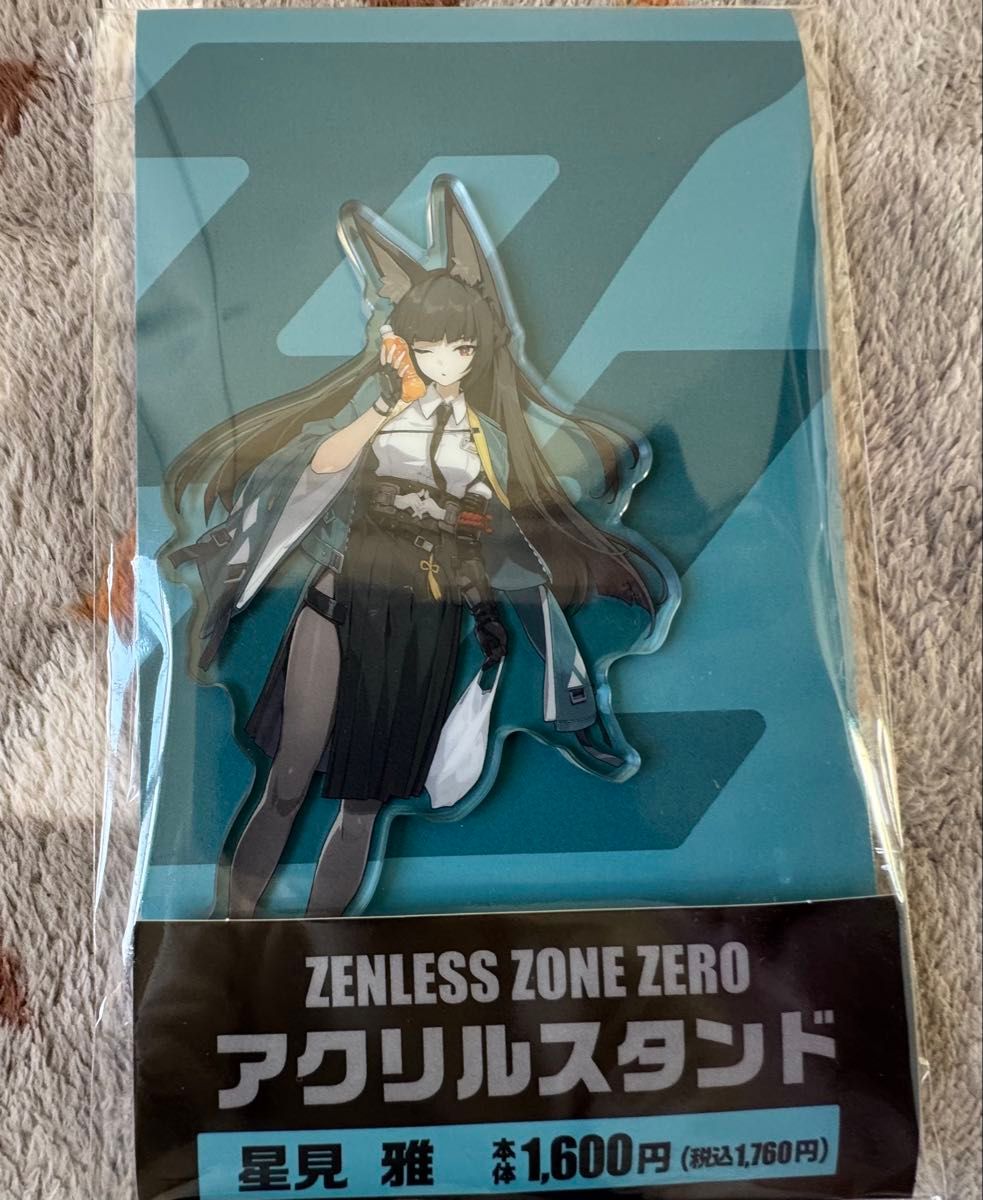 ZENLESS ZONE ZERO
アクリルスタンド
星見 雅 本体1,600円(税込1,760円)